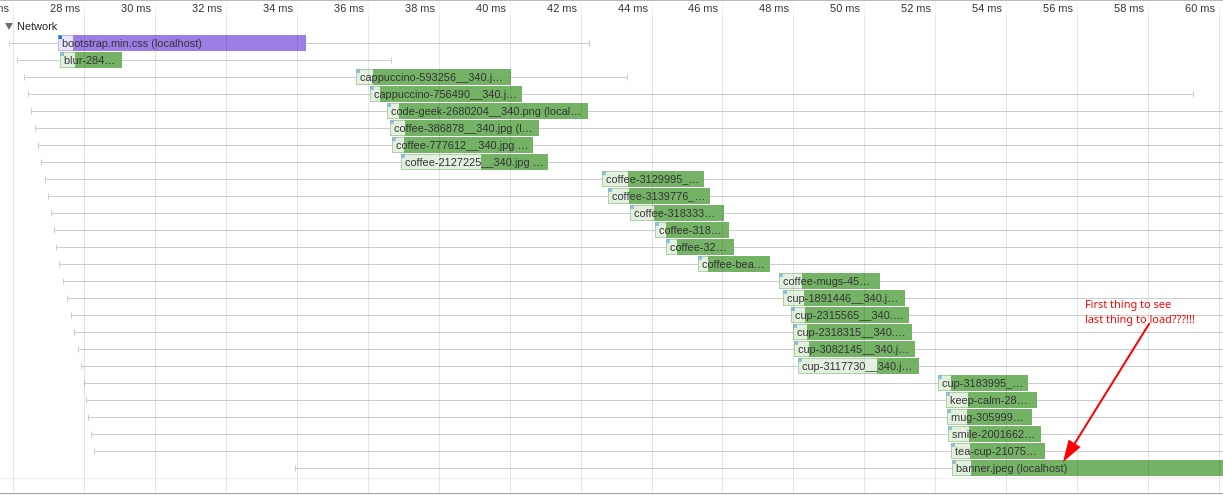 ms 28 ms 30 ms 32 ms 34 ms 36 ms 38 ms 40 ms 42 ms 44 ms 46 ms 48 ms 50 ms 52 ms 54 ms 56 ms 58 ms 60 ms
Network
bootstrap.min.css (localhost)
blur-284…
cappuccino-593256__340.j…
cappuccino-756490__340.j…
code-geek-2680204__340.png (local…
coffee-386878__340.jpg (l…
coffee-777612__340.jpg …
coffee-2127225__340.jpg …
coffee-3129995_…
coffee-3139776_…
coffee-318333…
coffee-318…
coffee-32…
coffee-bea…
coffee-mugs-45…
cup-1891446__340.j…
First thing to see
cup-2315565__340.…
last thing to load???!!!
cup-2318315__340.…
cup-3082145__340.j…
cup-3117730__340.j…
cup-3183995_…
keep-calm-28…
mug-305999…
smile-2001662…
tea-cup-21075…
banner.jpeg (localhost)